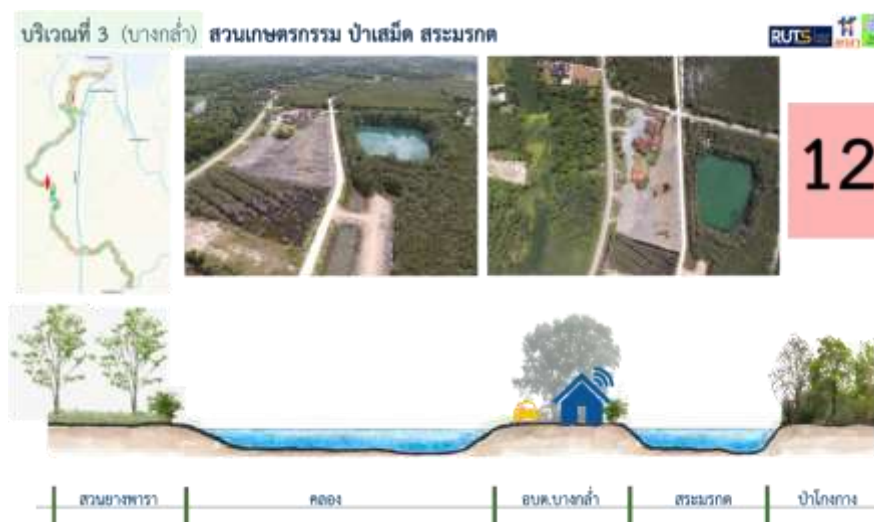 บริเวณที่ 3 (บางกล่ำ) สวนเกษตรกรรม ป่าเสม็ด สระมรกต
RUTS
12
สวนยางพารา
คลอง
อบต.บางกล่ำ
สระมรกต
ป่าโกงกาง